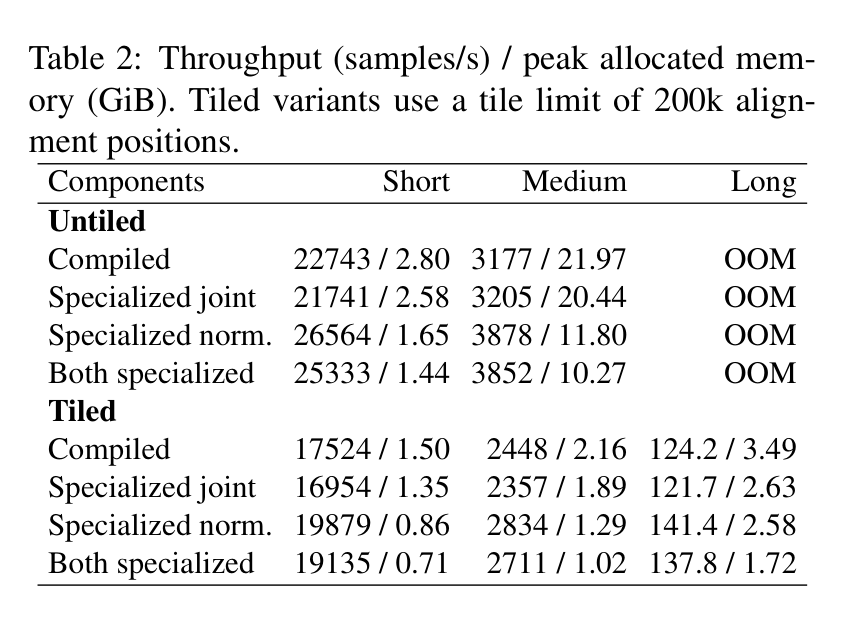 Table 2: Throughput (samples/s) / peak allocated mem-
ory (GiB). Tiled variants use a tile limit of 200k align-
ment positions.
Components Short Medium Long
Untiled
Compiled 22743 / 2.80 3177 / 21.97 OOM
Specialized joint 21741 / 2.58 3205 / 20.44 OOM
Specialized norm. 26564 / 1.65 3878 / 11.80 OOM
Both specialized 25333 / 1.44 3852 / 10.27 OOM
Tiled
Compiled 17524 / 1.50 2448 / 2.16 124.2 / 3.49
Specialized joint 16954 / 1.35 2357 / 1.89 121.7 / 2.63
Specialized norm. 19879 / 0.86 2834 / 1.29 141.4 / 2.58
Both specialized 19135 / 0.71 2711 / 1.02 137.8 / 1.72